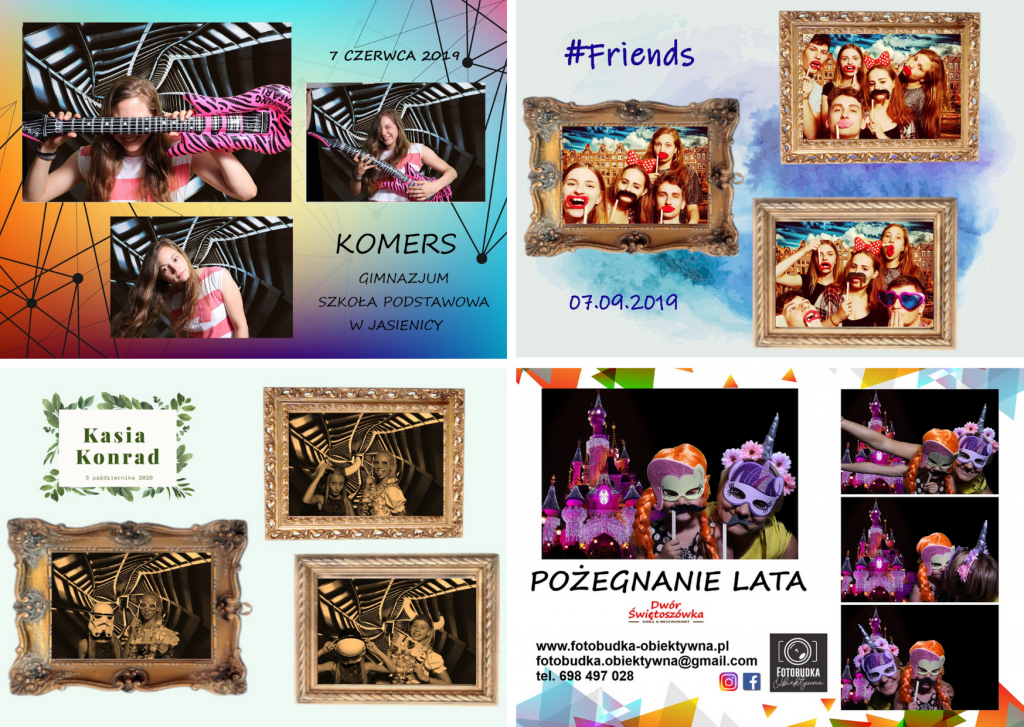 7 CZERWCA 2019
KOMERS
GIMNAZJUM
SZKOŁA PODSTAWOWA
W JASIENICY
#Friends
07.09.2019
Kasia
Konrad
3 października 2020
POŻEGNANIE LATA
Dwór
Świętoszówka
www.fotobudka-obiektywna.pl
fotobudka.obiektywna@gmail.com
tel. 698 497 028
FOTOBUDKA
Obiektywna